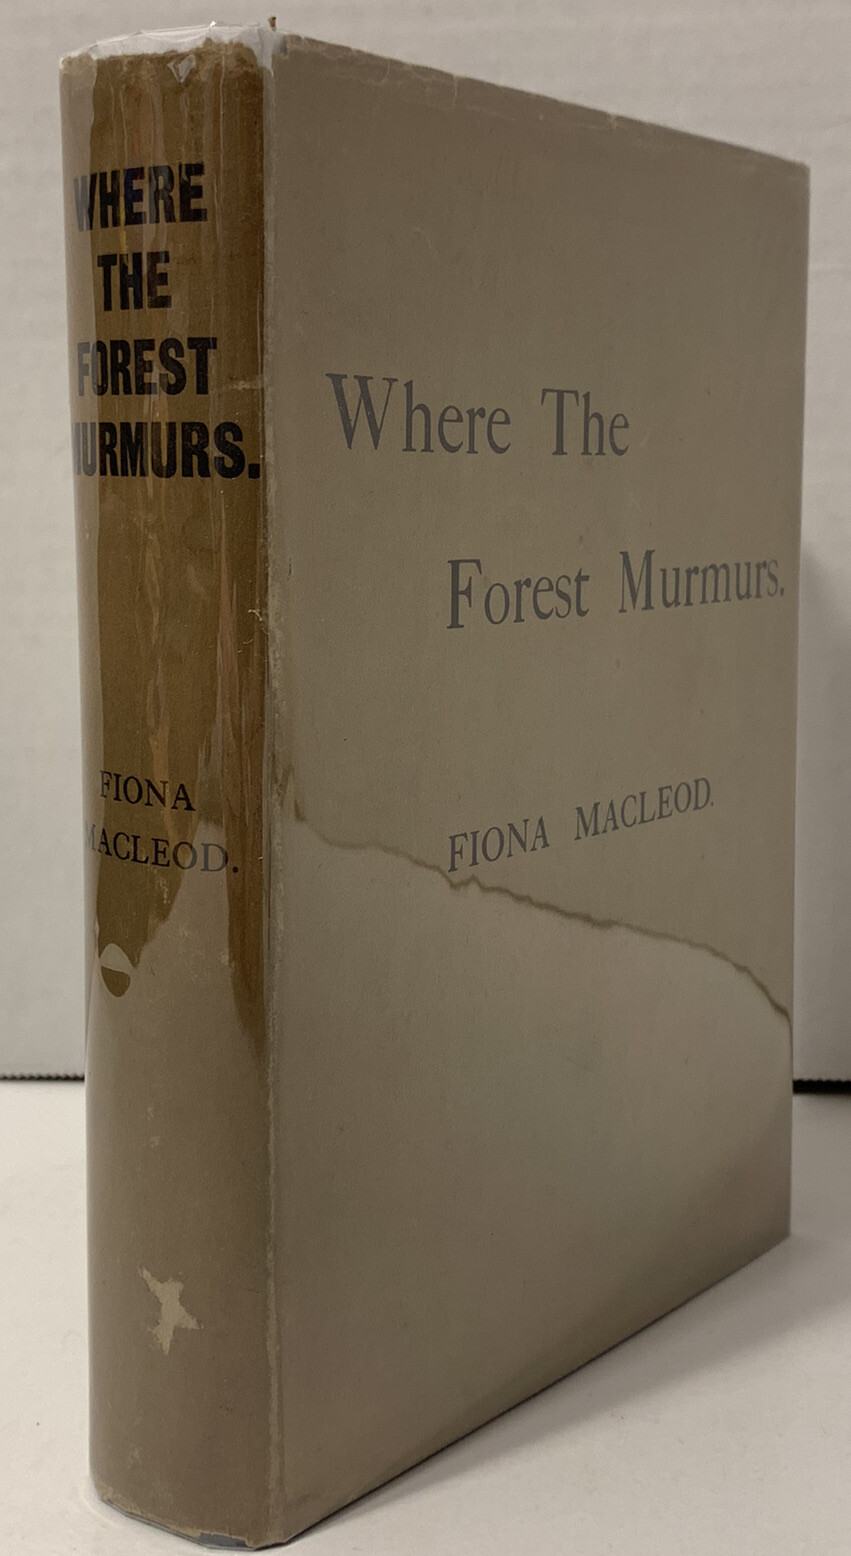 WHERE
THE
FOREST
MURMURS.
FIONA
MACLEOD.
Where The
Forest Murmurs.
FIONA MACLEOD.